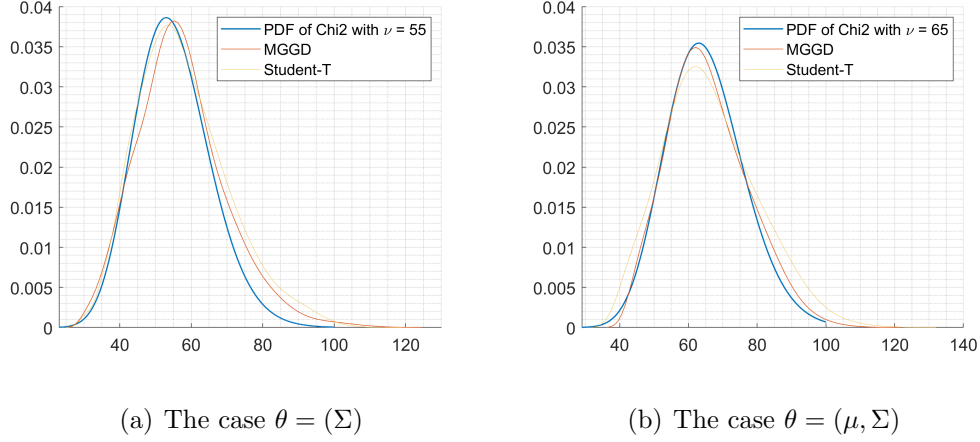 0.04
0.035
0.03
0.025
0.02
0.015
0.01
0.005
0
40 60 80 100 120
PDF of Chi2 with ν = 55
MGGD
Student-T
(a) The case θ = (Σ)
0.04
0.035
0.03
0.025
0.02
0.015
0.01
0.005
0
40 60 80 100 120 140
PDF of Chi2 with ν = 65
MGGD
Student-T
(b) The case θ = (μ, Σ)